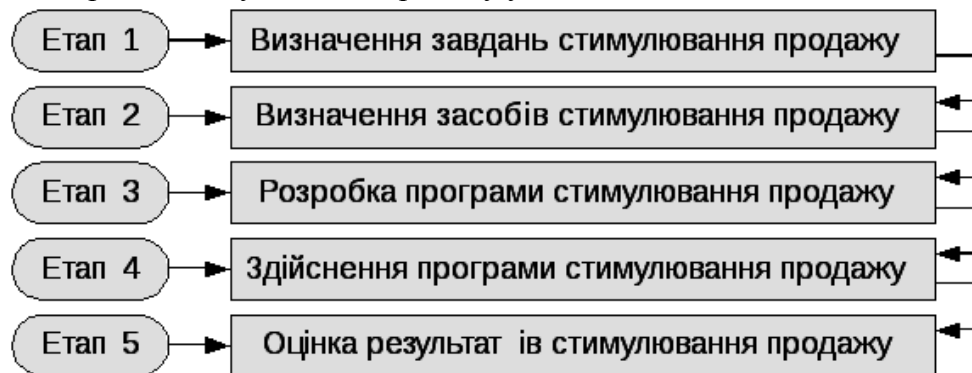 Етап 1 Визначення завдань стимулювання продажу
Етап 2 Визначення засобів стимулювання продажу
Етап 3 Розробка програми стимулювання продажу
Етап 4 Здійснення програми стимулювання продажу
Етап 5 Оцінка результат ів стимулювання продажу